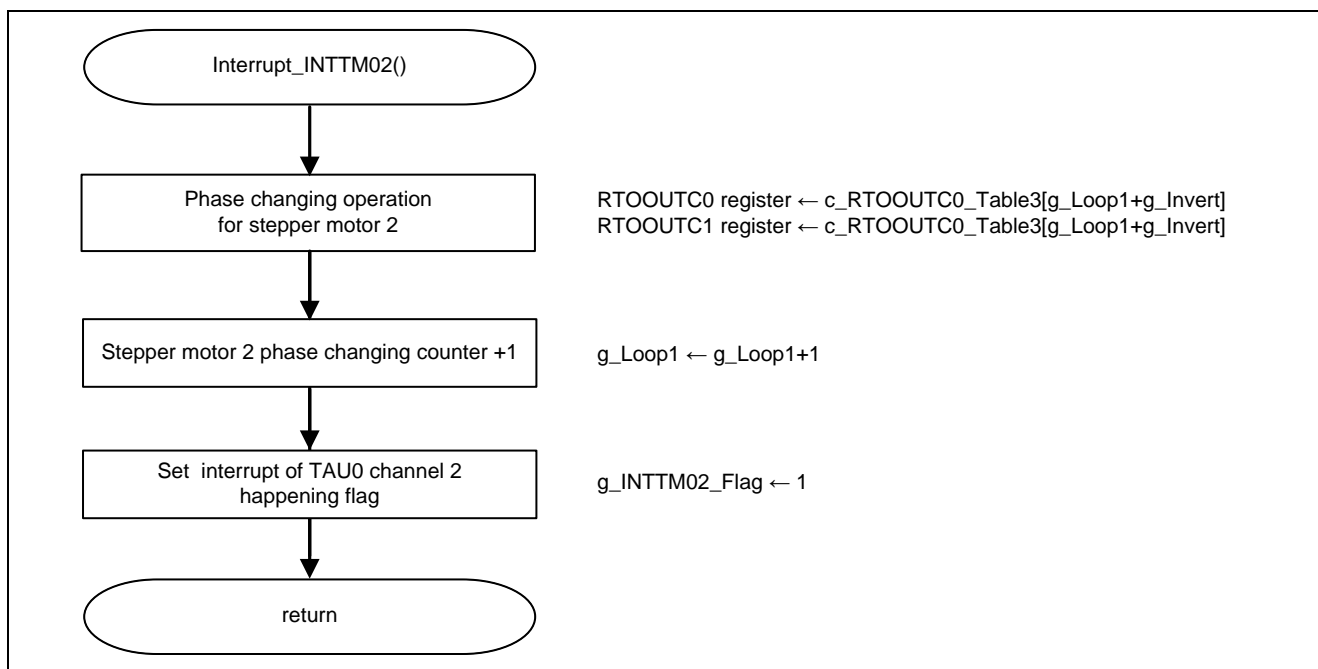 Interrupt_INTTM02()
Phase changing operation
for stepper motor 2
RTOOUTC0 register ← c_RTOOUTC0_Table3[g_Loop1+g_Invert]
RTOOUTC1 register ← c_RTOOUTC0_Table3[g_Loop1+g_Invert]
Stepper motor 2 phase changing counter +1
g_Loop1 ← g_Loop1+1
Set interrupt of TAU0 channel 2
happening flag
g_INTTM02_Flag ← 1
return